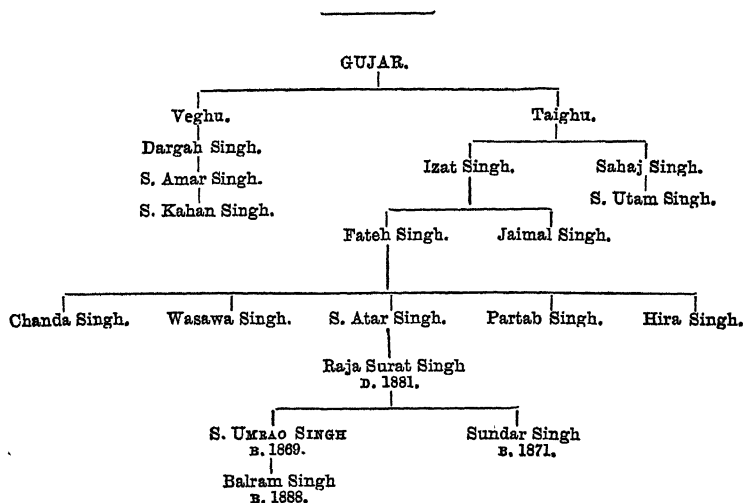 GUJAR.
Veghu. Taighu.
Dargah Singh.
Izat Singh. Sahaj Singh.
S. Amar Singh.
S. Utam Singh.
S. Kahan Singh.
Fateh Singh. Jaimal Singh.
Chanda Singh. Wasawa Singh. S. Atar Singh. Partab Singh. Hira Singh.
Raja Surat Singh
D. 1881.
S. UMRAO SINGH Sundar Singh
B. 1869. B. 1871.
Balram Singh
B. 1888.